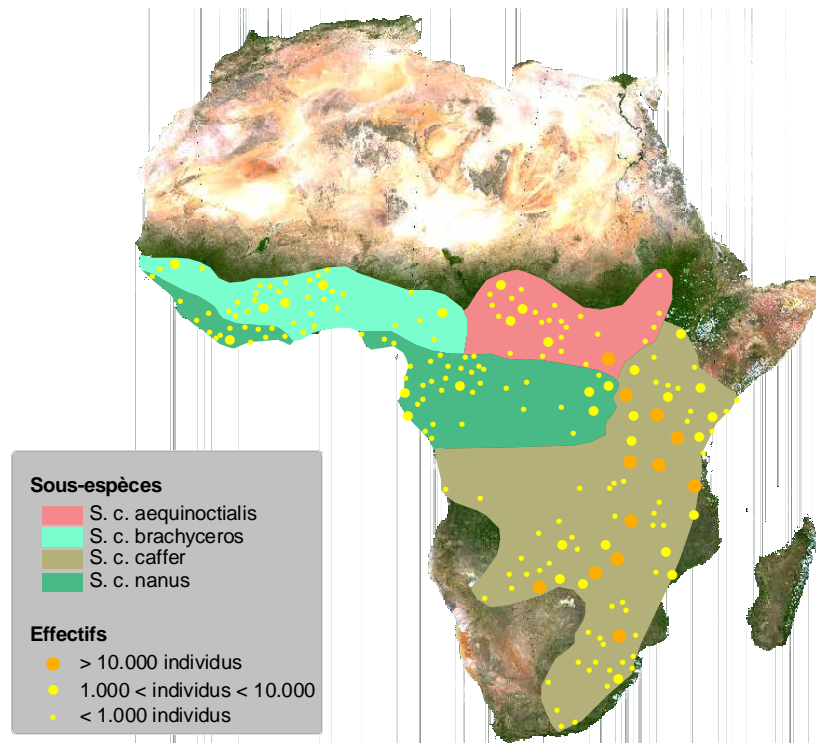 Sous-espèces
S. c. aequinoctialis
S. c. brachyceros
S. c. caffer
S. c. nanus
Effectifs
> 10.000 individus
1.000 < individus < 10.000
< 1.000 individus